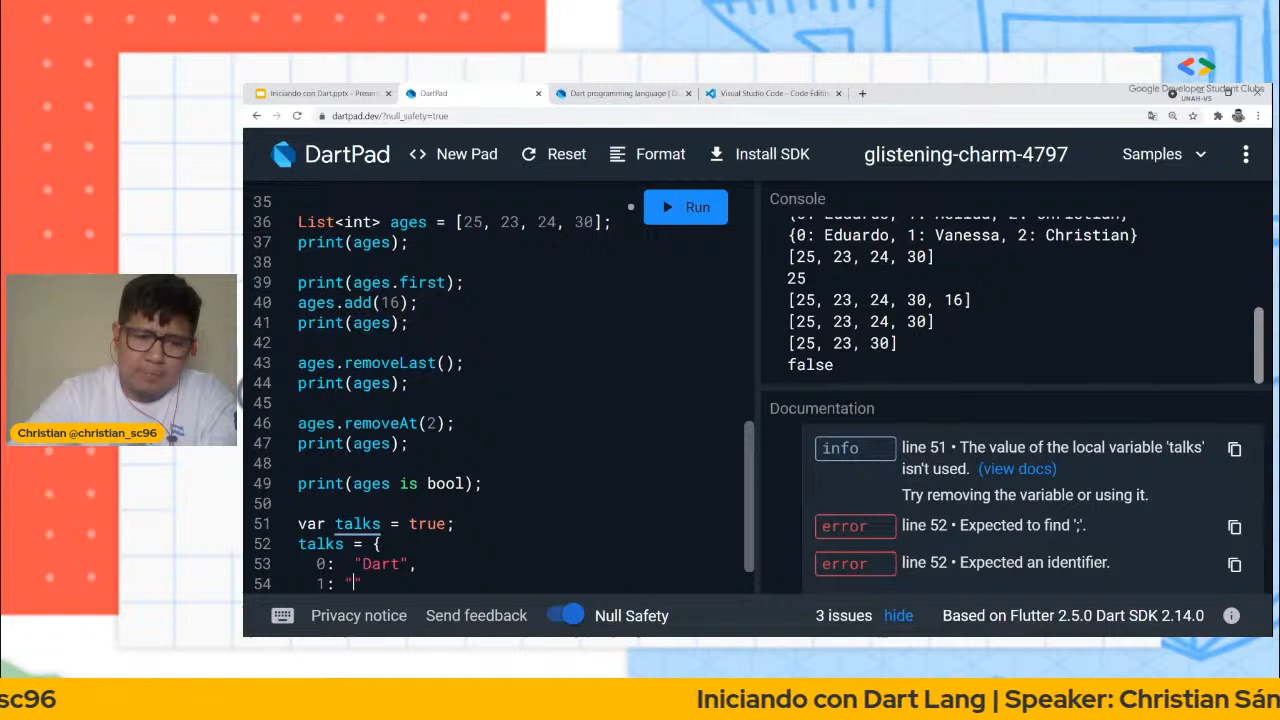 Google Developer Student Clubs
UNAH-VS
Iniciando con Dart.pptx - Present
DartPad
Dart programming language | D
Visual Studio Code - Code Editin
dartpad.dev/?null_safety=true
DartPad
<> New Pad
Reset
Format
Install SDK
glistening-charm-4797
Samples
Run
35
36 List<int> ages = [25, 23, 24, 30];
37 print(ages);
38
39 print(ages.first);
40 ages.add(16);
41 print(ages);
42
43 ages.removeLast();
44 print(ages);
45
46 ages.removeAt(2);
47 print(ages);
48
49 print(ages is bool);
50
51 var talks = true;
52 talks = {
53 0: "Dart",
54 1: ""
Console
{0: Eduardo, 1: Vanessa, 2: Christian}
[25, 23, 24, 30]
25
[25, 23, 24, 30, 16]
[25, 23, 24, 30]
[25, 23, 30]
false
Documentation
info line 51 • The value of the local variable 'talks'
isn't used. (view docs)
Try removing the variable or using it.
error line 52 • Expected to find ';'.
error line 52 • Expected an identifier.
Privacy notice
Send feedback
Null Safety
3 issues hide
Based on Flutter 2.5.0 Dart SDK 2.14.0
Christian @christian_sc96
sc96
Iniciando con Dart Lang | Speaker: Christian Sán